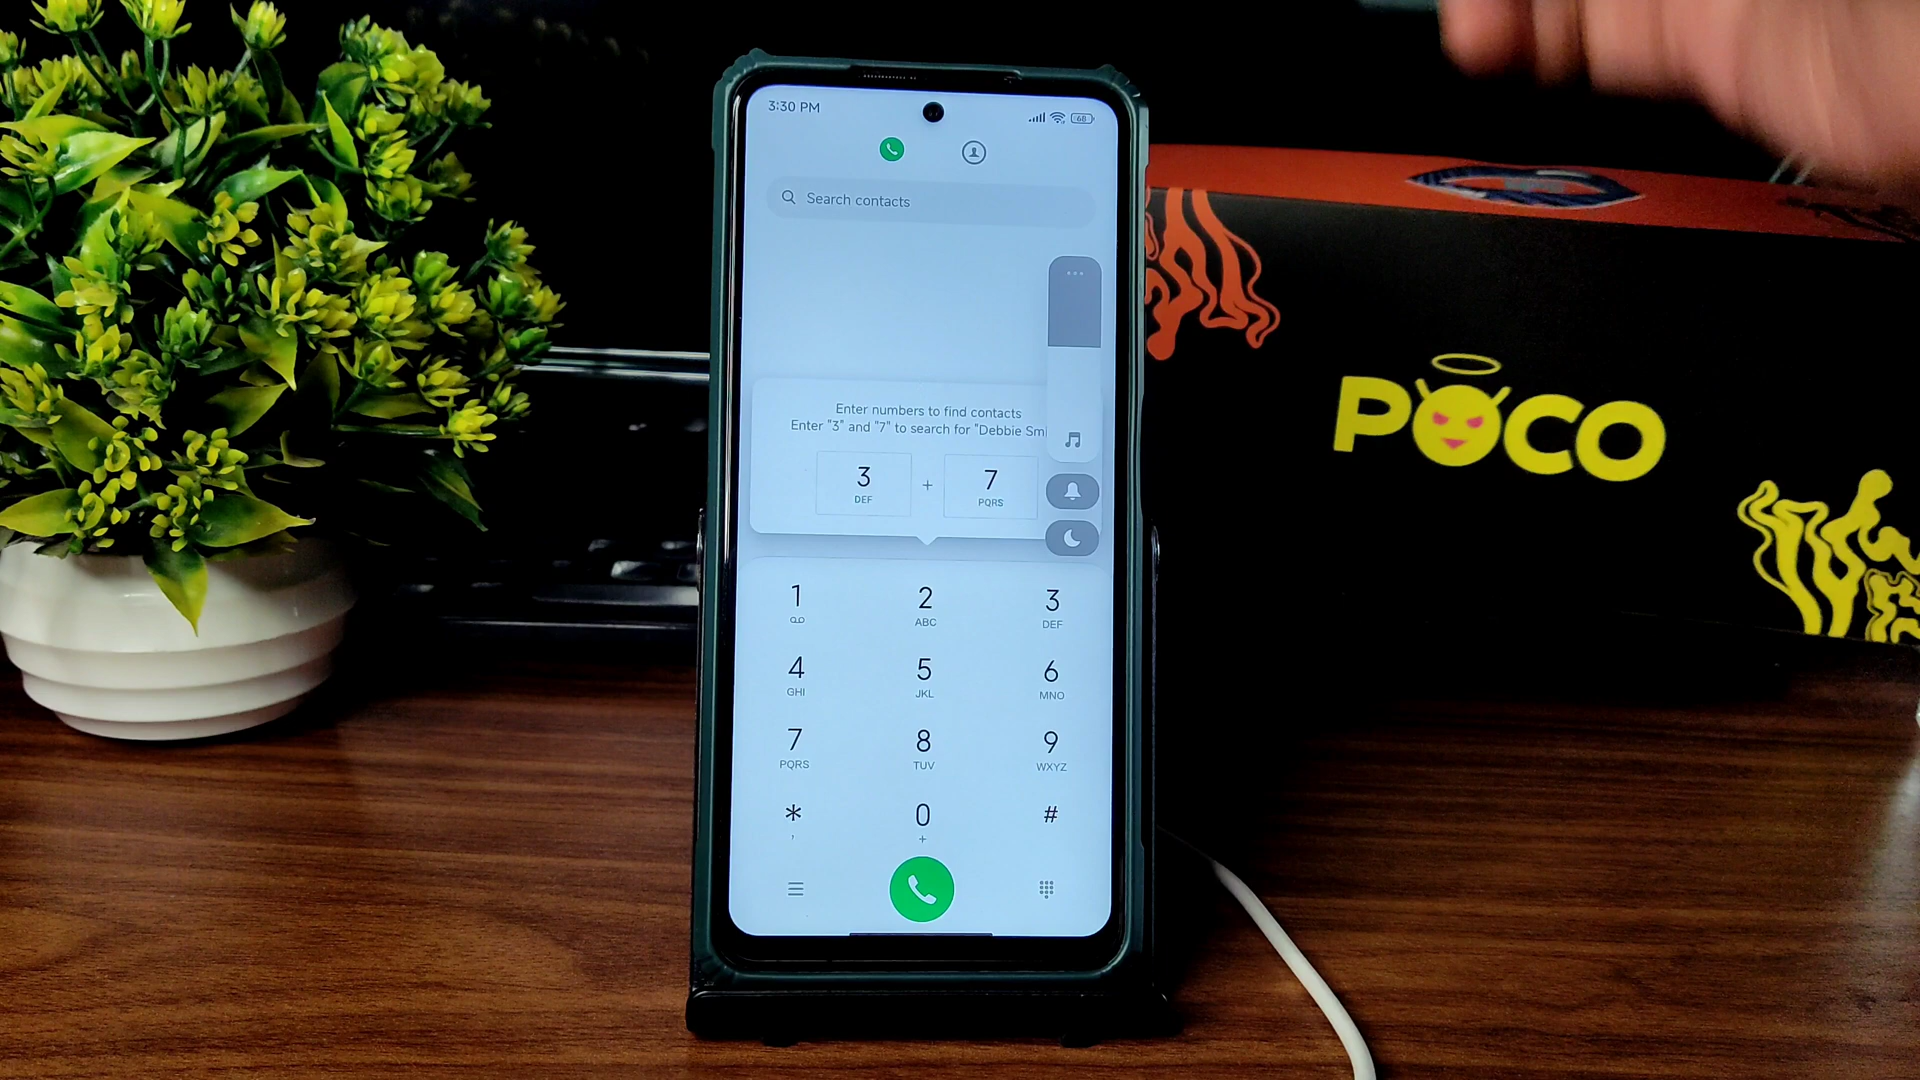 3:30 PM
68
Search contacts
Enter numbers to find contacts
Enter "3" and "7" to search for "Debbie Smi
3 + 7
DEF PQRS
1 2 3
ABC DEF
4 5 6
GHI JKL MNO
7 8 9
PQRS TUV WXYZ
* 0 #
, +
POCO